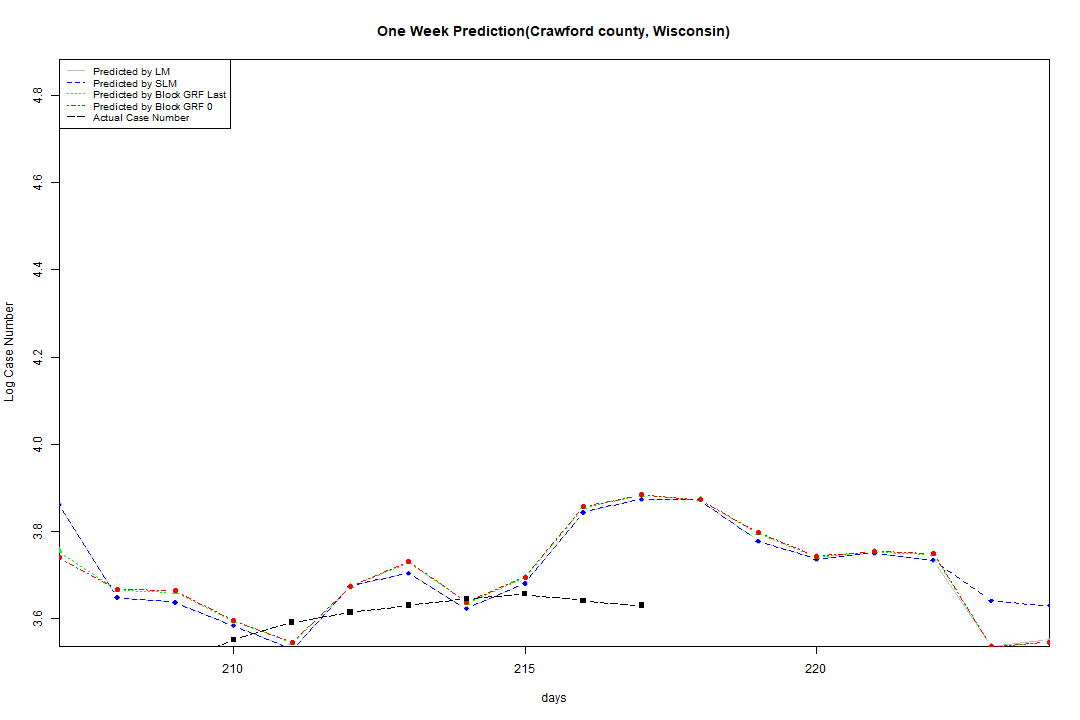 One Week Prediction(Crawford county, Wisconsin)
Predicted by LM
Predicted by SLM
Predicted by Block GRF Last
Predicted by Block GRF 0
Actual Case Number
4.8
4.6
4.4
4.2
4.0
3.8
3.6
Log Case Number
210
215
220
days